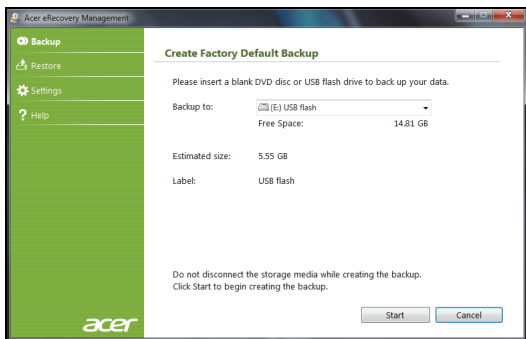 Acer eRecovery Management
Backup
Restore
Settings
Help
Create Factory Default Backup
Please insert a blank DVD disc or USB flash drive to back up your data.
Backup to: (E:) USB flash
Free Space: 14.81 GB
Estimated size: 5.55 GB
Label: USB flash
Do not disconnect the storage media while creating the backup.
Click Start to begin creating the backup.
Start Cancel
acer